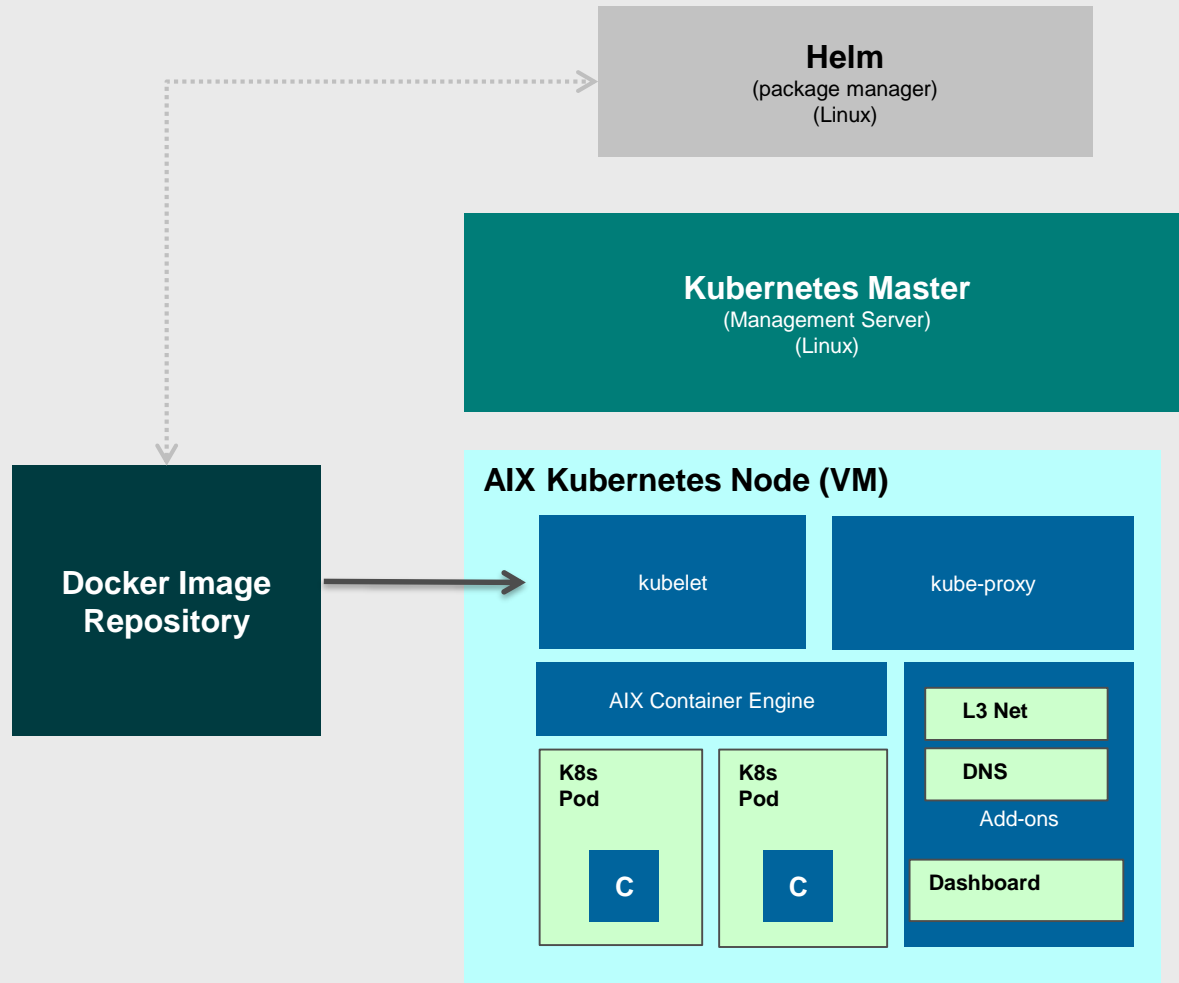 Helm
(package manager)
(Linux)
Kubernetes Master
(Management Server)
(Linux)
Docker Image
Repository
AIX Kubernetes Node (VM)
kubelet
kube-proxy
AIX Container Engine
K8s
Pod
C
K8s
Pod
C
L3 Net
DNS
Add-ons
Dashboard